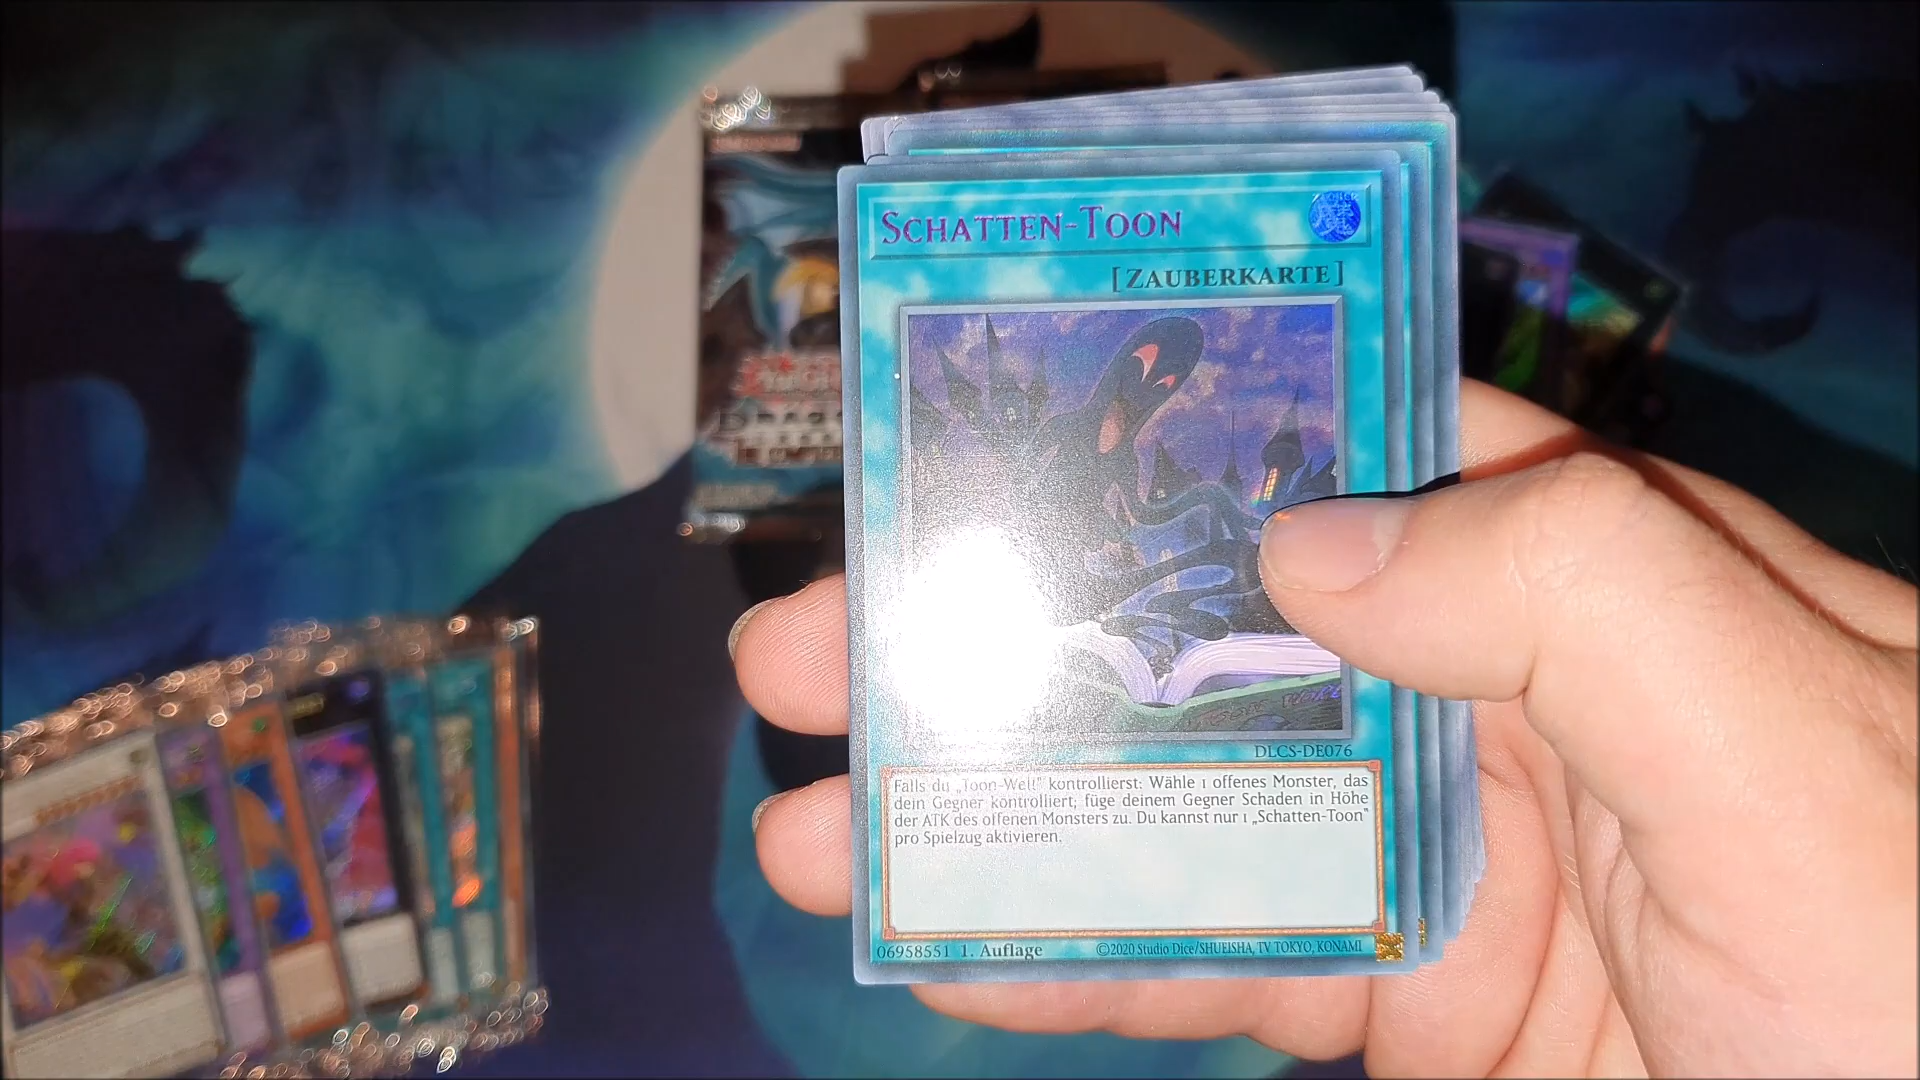 Schatten-Toon
[Zauberkarte]
DLCS-DE076
Falls du „Toon-Welt“ kontrollierst: Wähle 1 offenes Monster, das
dein Gegner kontrolliert; füge deinem Gegner Schaden in Höhe
der ATK des offenen Monsters zu. Du kannst nur 1 „Schatten-Toon“
pro Spielzug aktivieren.
06958551 1. Auflage ©2020 Studio Dice/SHUEISHA, TV TOKYO, KONAMI